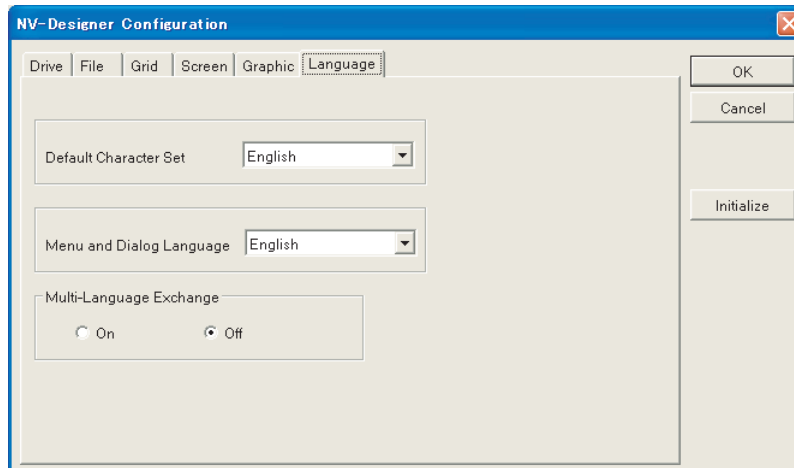 NV-Designer Configuration
Drive File Grid Screen Graphic Language
OK
Cancel
Default Character Set English
Initialize
Menu and Dialog Language English
Multi-Language Exchange
On Off